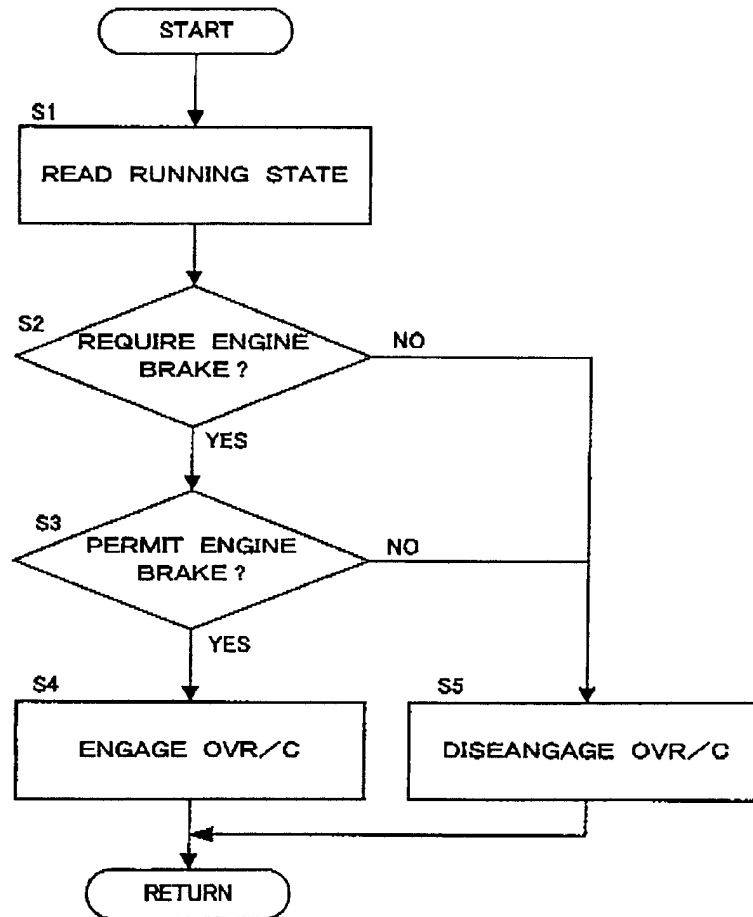 START
S1
READ RUNNING STATE
S2
REQUIRE ENGINE
BRAKE?
NO
YES
S3
PERMIT ENGINE
BRAKE?
NO
YES
S4
ENGAGE OVR/C
S5
DISEANGAGE OVR/C
RETURN